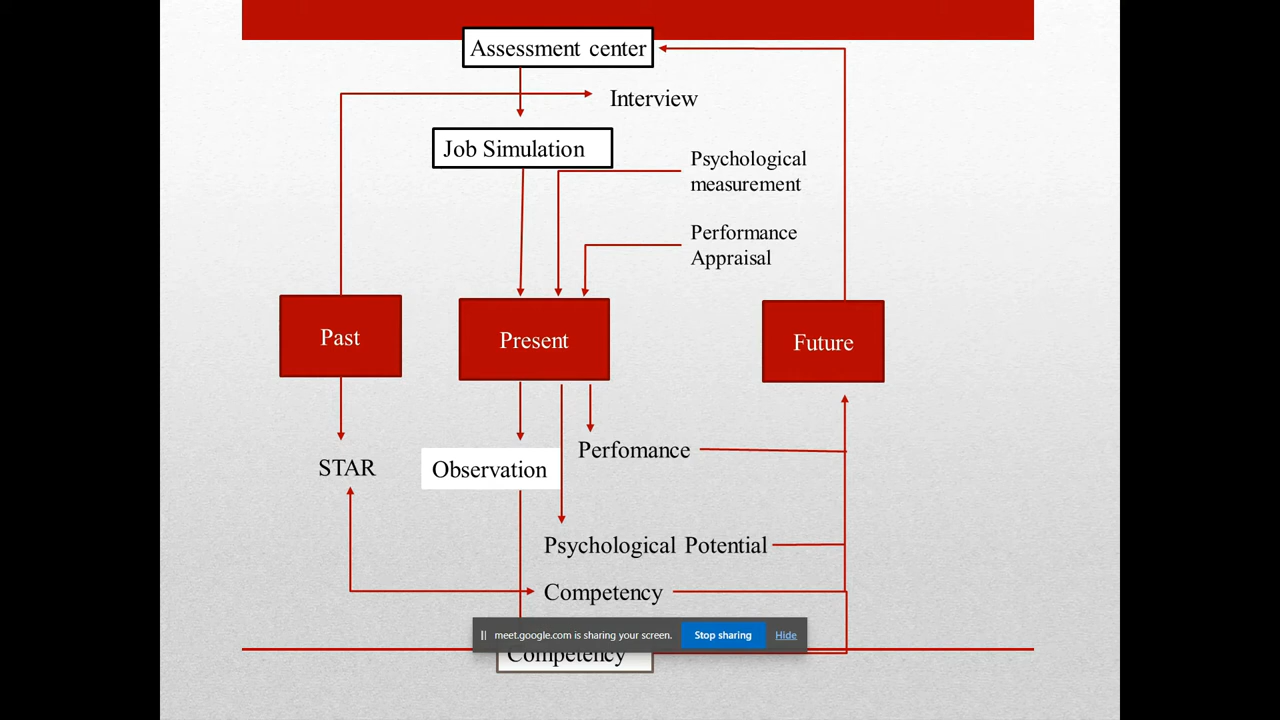 Assessment center
Interview
Job Simulation
Psychological
measurement
Performance
Appraisal
Past
Present
Future
Perfomance
STAR
Observation
Psychological Potential
Competency
meet.google.com is sharing your screen.
Stop sharing
Hide
Competency